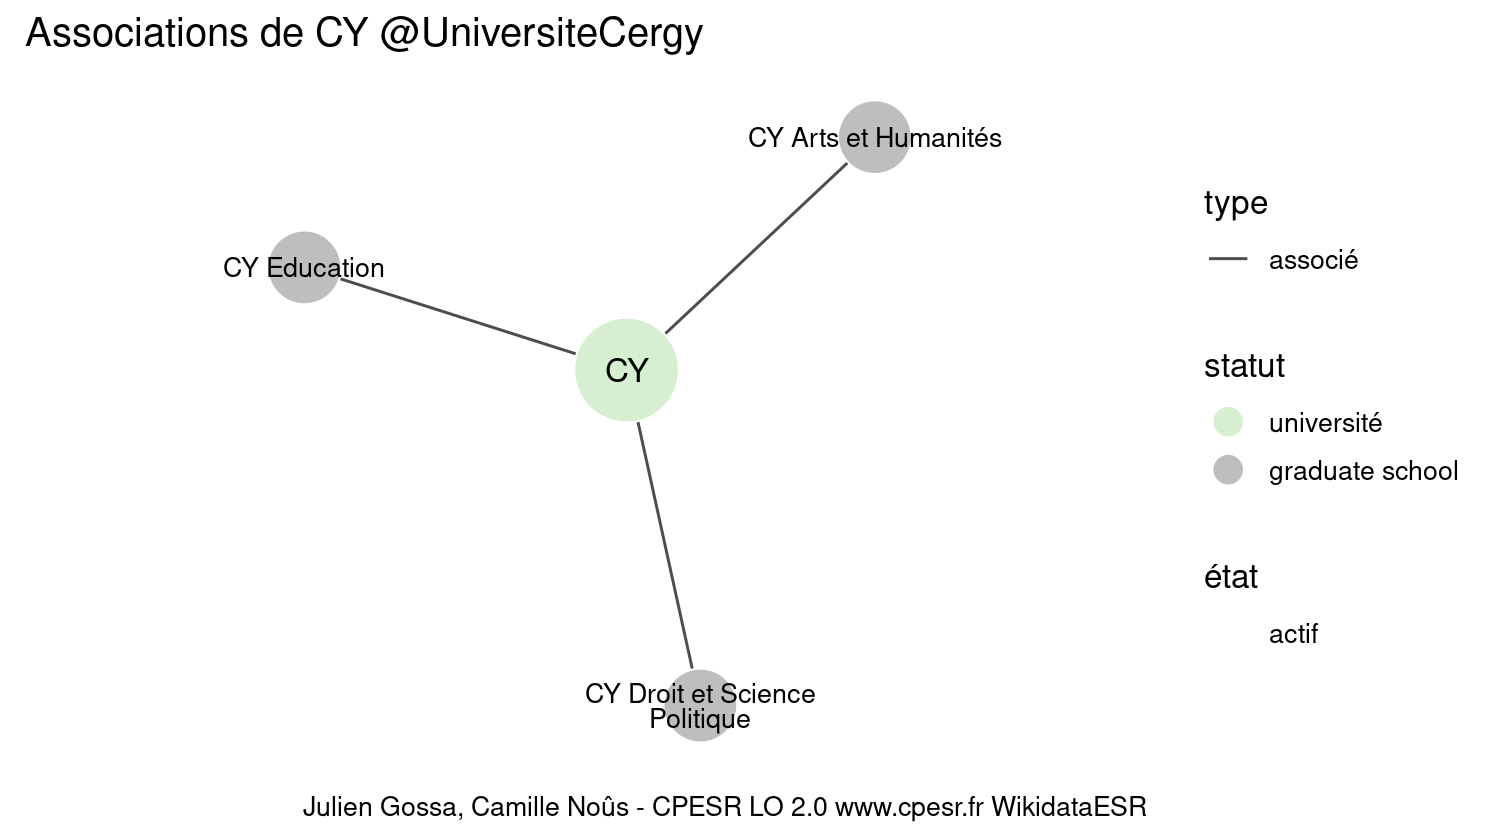 Associations de CY @UniversiteCergy
CY Arts et Humanités
CY Education
CY
CY Droit et Science
Politique
type
associé
statut
université
graduate school
état
actif
Julien Gossa, Camille Noûs - CPESR LO 2.0 www.cpesr.fr WikidataESR